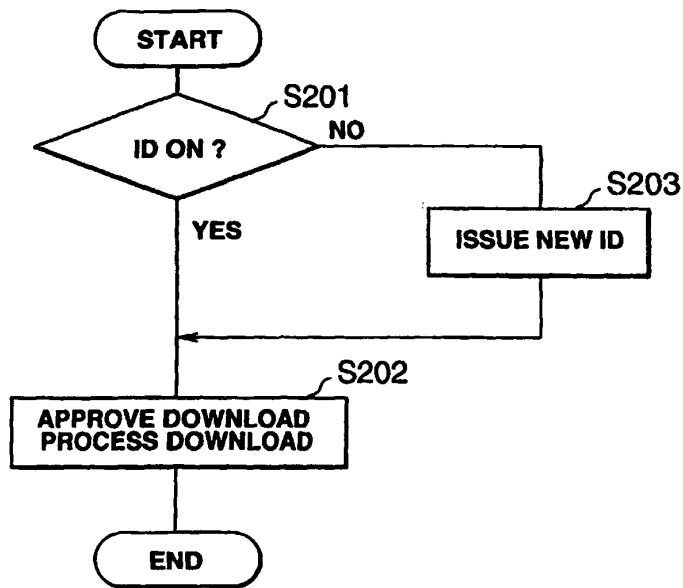 START
S201
ID ON ?
NO
S203
YES
ISSUE NEW ID
S202
APPROVE DOWNLOAD
PROCESS DOWNLOAD
END